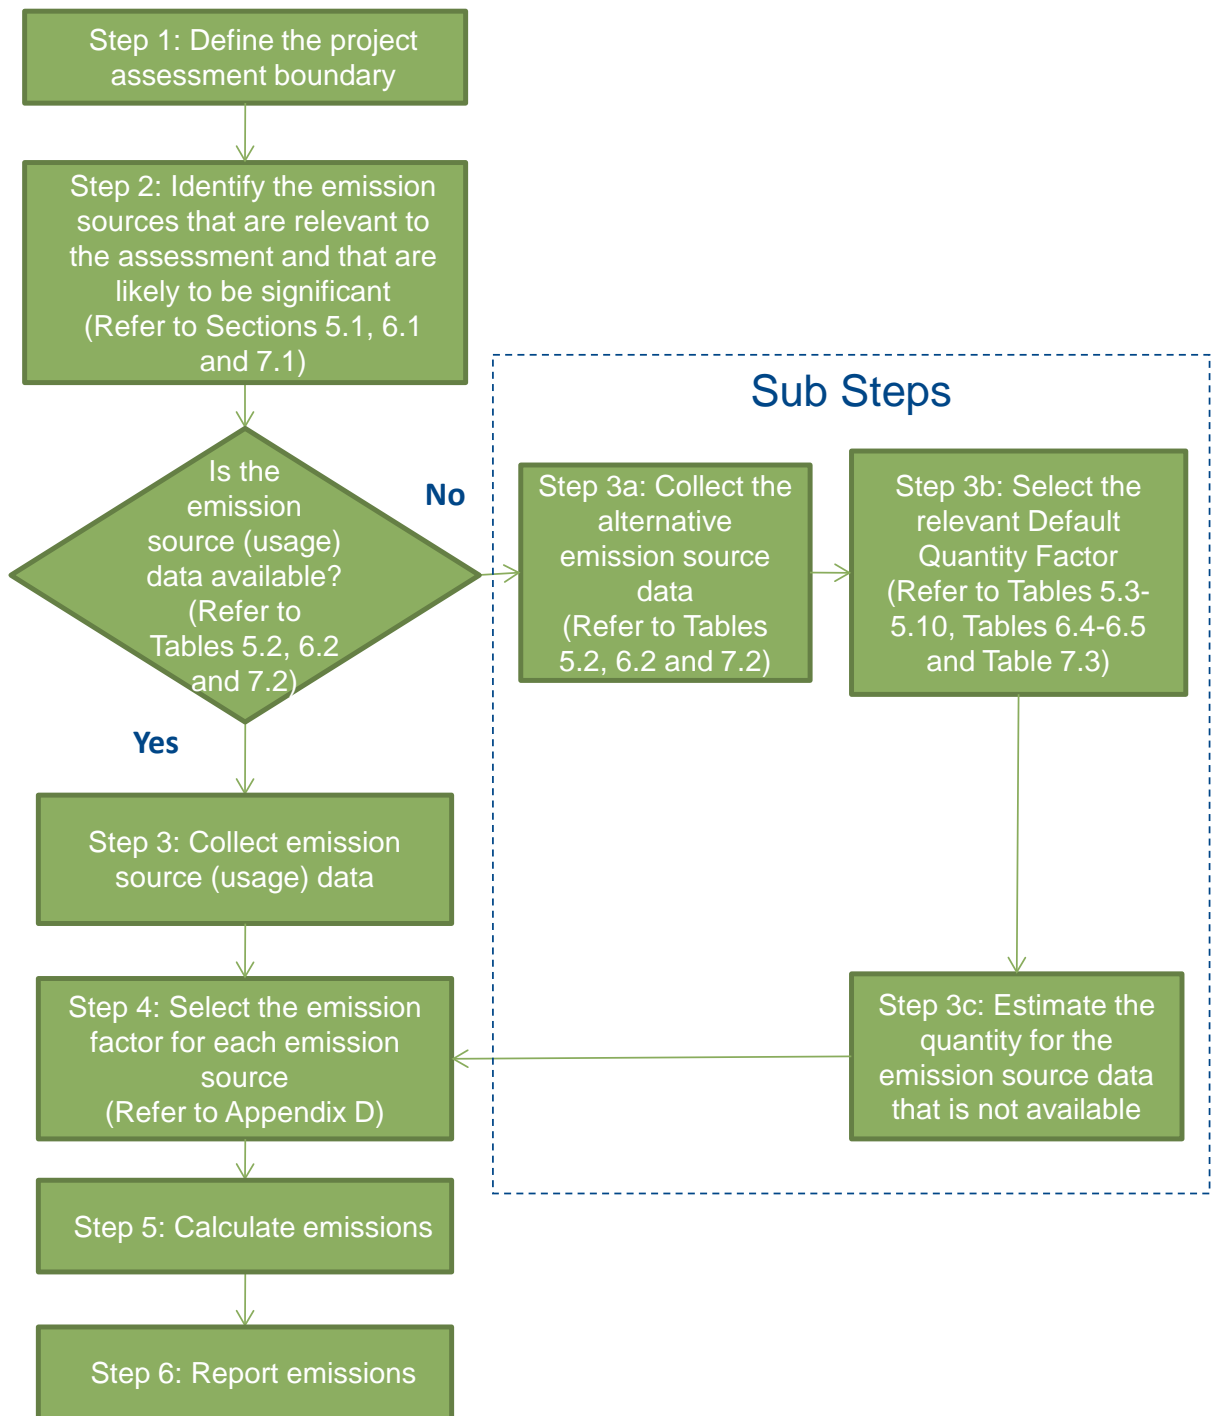 Step 1: Define the project
assessment boundary
Step 2: Identify the emission
sources that are relevant to
the assessment and that are
likely to be significant
(Refer to Sections 5.1, 6.1
and 7.1)
Is the
emission
source (usage)
data available?
(Refer to
Tables 5.2, 6.2
and 7.2)
No
Yes
Sub Steps
Step 3a: Collect the
alternative
emission source
data
(Refer to Tables
5.2, 6.2 and 7.2)
Step 3b: Select the
relevant Default
Quantity Factor
(Refer to Tables 5.3-
5.10, Tables 6.4-6.5
and Table 7.3)
Step 3c: Estimate the
quantity for the
emission source data
that is not available
Step 3: Collect emission
source (usage) data
Step 4: Select the emission
factor for each emission
source
(Refer to Appendix D)
Step 5: Calculate emissions
Step 6: Report emissions